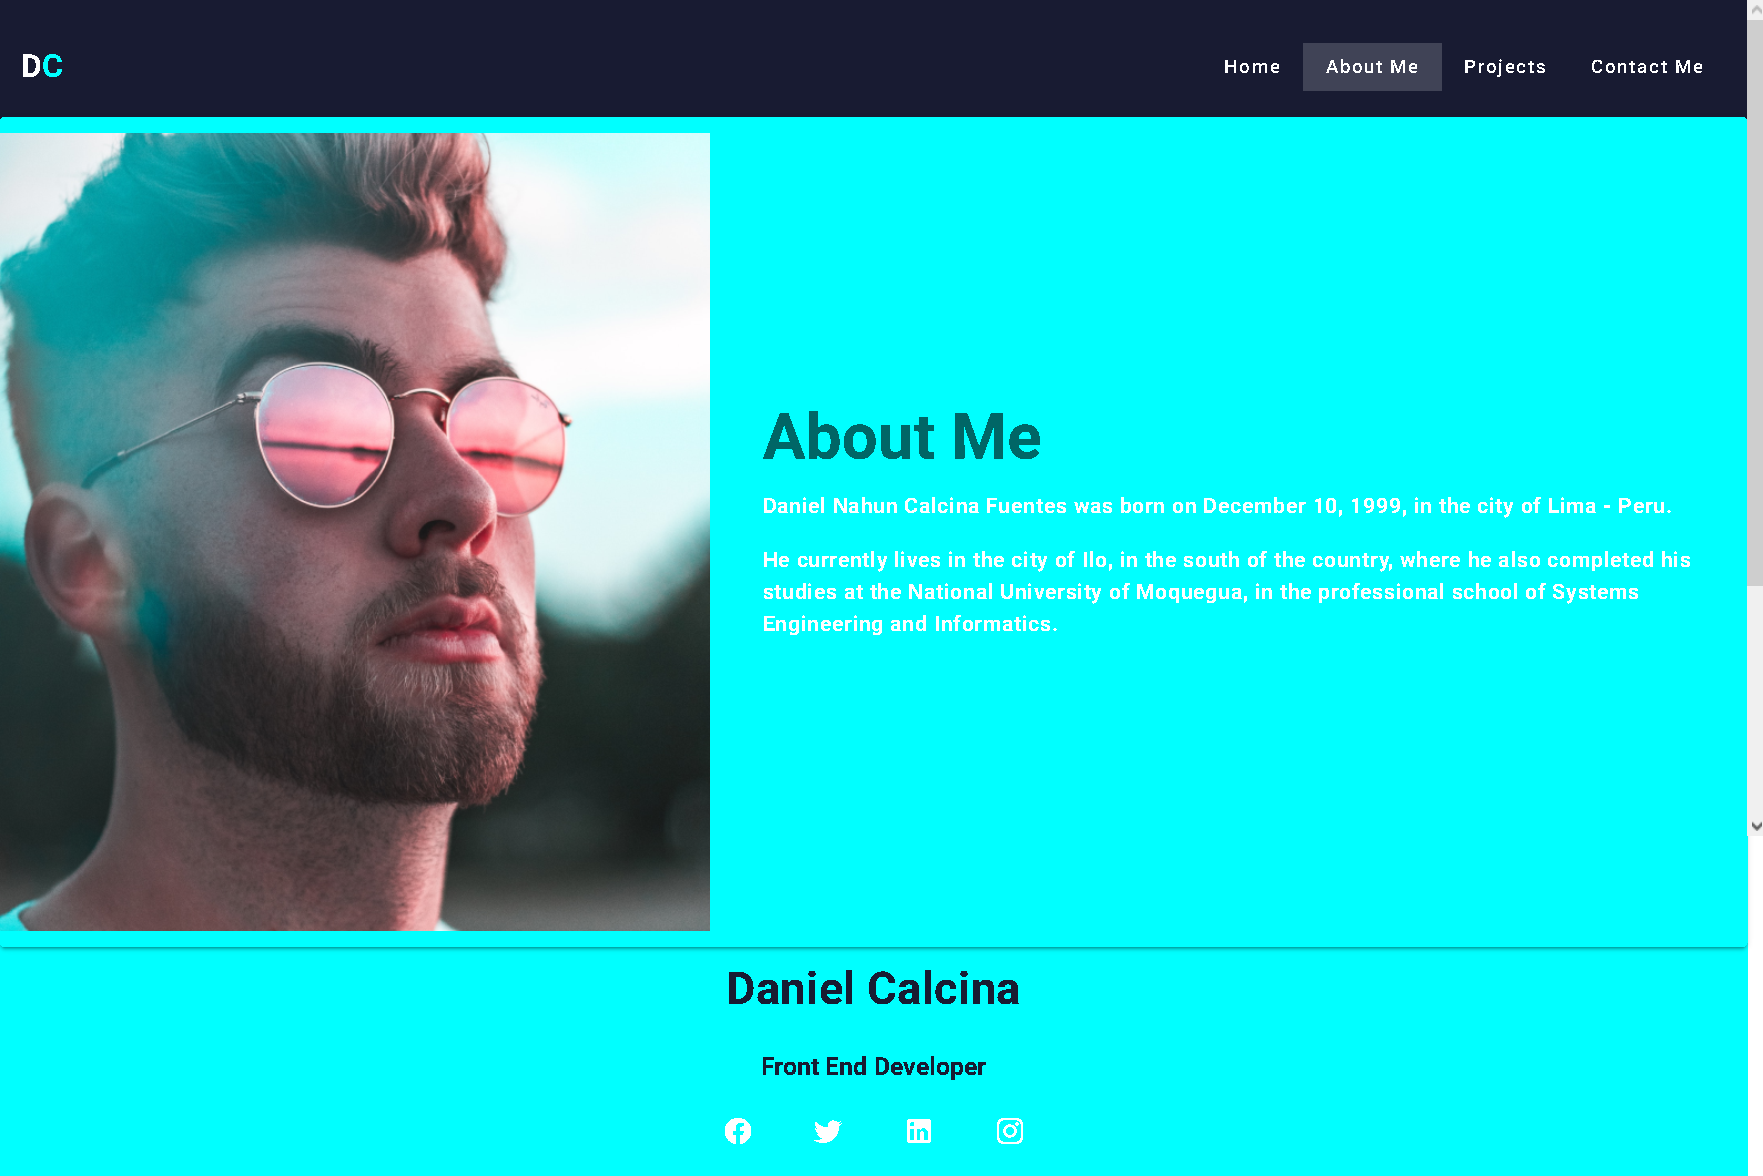 DC
Home
About Me
Projects
Contact Me
About Me
Daniel Nahun Calcina Fuentes was born on December 10, 1999, in the city of Lima - Peru.
He currently lives in the city of Ilo, in the south of the country, where he also completed his
studies at the National University of Moquegua, in the professional school of Systems
Engineering and Informatics.
Daniel Calcina
Front End Developer